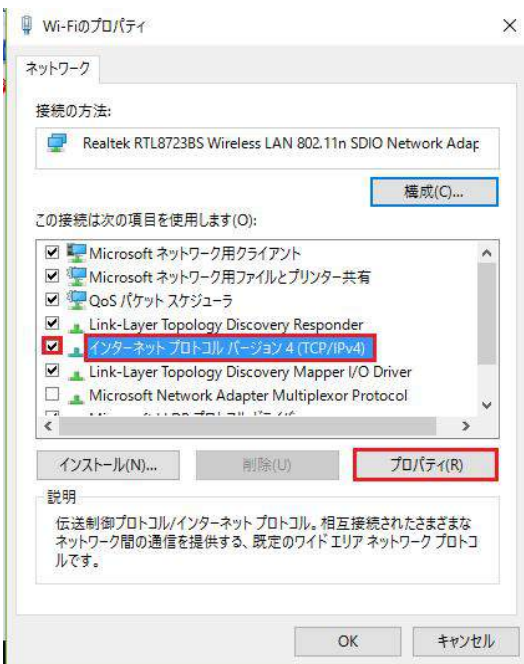 Wi-Fiのプロパティ
ネットワーク
接続の方法:
Realtek RTL8723BS Wireless LAN 802.11n SDIO Network Adap
構成(C)...
この接続は次の項目を使用します(O):
Microsoft ネットワーク用クライアント
Microsoft ネットワーク用ファイルとプリンター共有
QoS パケット スケジューラ
Link-Layer Topology Discovery Responder
インターネット プロトコル バージョン 4 (TCP/IPv4)
Link-Layer Topology Discovery Mapper I/O Driver
Microsoft Network Adapter Multiplexor Protocol
インストール(N)...
削除(U)
プロパティ(R)
説明
伝送制御プロトコル/インターネット プロトコル。相互接続されたさまざまな
ネットワーク間の通信を提供する、既定のワイド エリア ネットワーク プロトコ
ルです。
OK
キャンセル